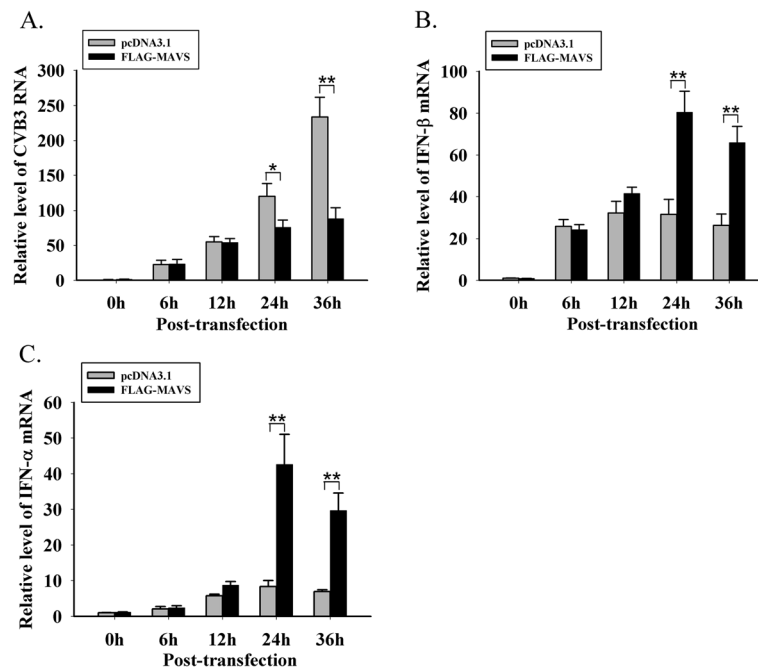 A.
pcDNA3.1
FLAG-MAVS
Relative level of CVB3 RNA
300
250
200
150
100
50
0
*
**
0h 6h 12h 24h 36h
Post-transfection
B.
pcDNA3.1
FLAG-MAVS
Relative level of IFN-β mRNA
100
80
60
40
20
0
**
**
0h 6h 12h 24h 36h
Post-transfection
C.
pcDNA3.1
FLAG-MAVS
Relative level of IFN-α mRNA
60
50
40
30
20
10
0
**
**
0h 6h 12h 24h 36h
Post-transfection